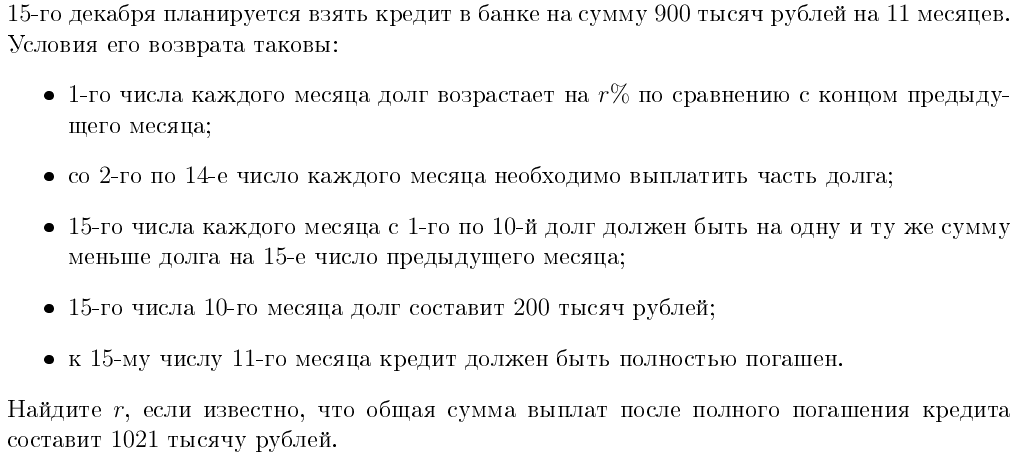 15-го декабря планируется взять кредит в банке на сумму 900 тысяч рублей на 11 месяцев.
Условия его возврата таковы:
• 1-го числа каждого месяца долг возрастает на r% по сравнению с концом предыду-
щего месяца;
• со 2-го по 14-е число каждого месяца необходимо выплатить часть долга;
• 15-го числа каждого месяца с 1-го по 10-й долг должен быть на одну и ту же сумму
меньше долга на 15-е число предыдущего месяца;
• 15-го числа 10-го месяца долг составит 200 тысяч рублей;
• к 15-му числу 11-го месяца кредит должен быть полностью погашен.
Найдите r, если известно, что общая сумма выплат после полного погашения кредита
составит 1021 тысячу рублей.